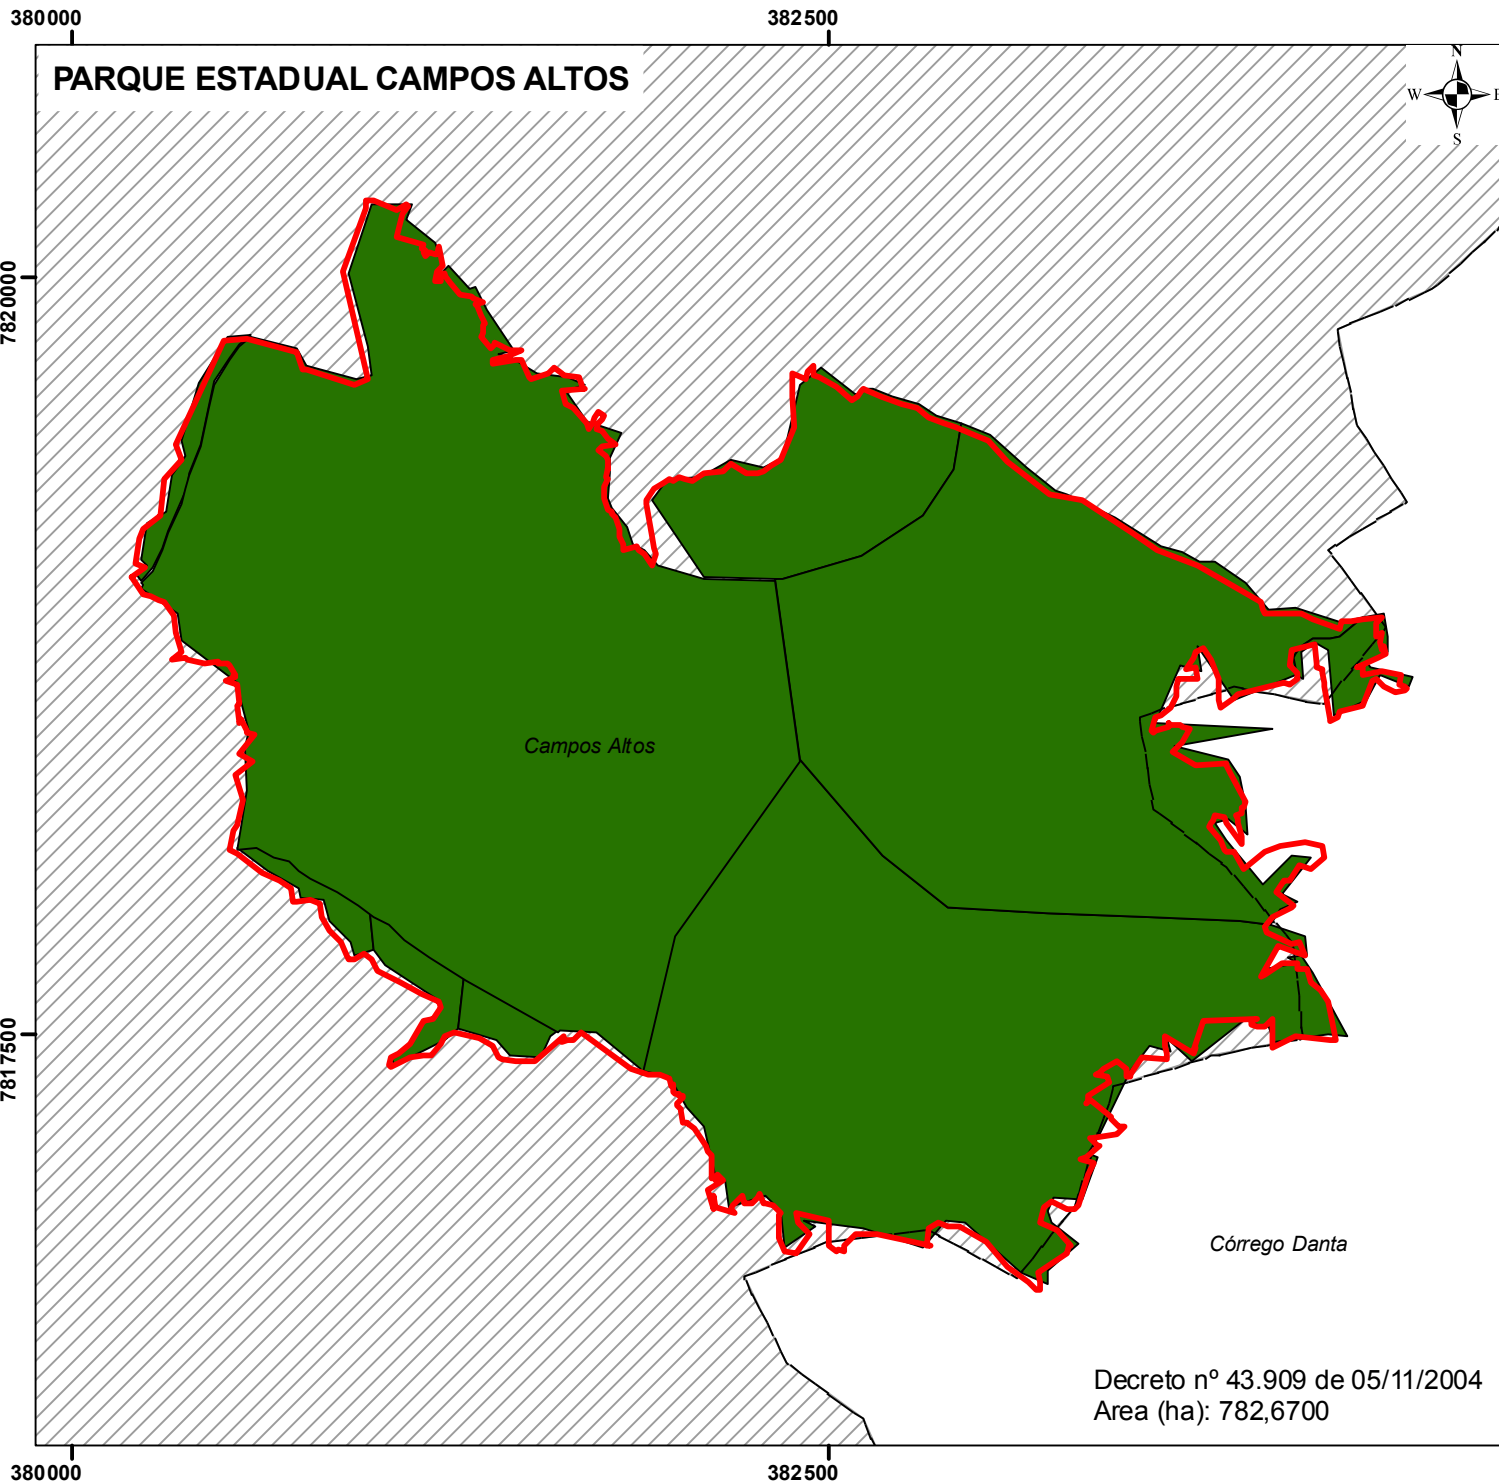 380000 382500
PARQUE ESTADUAL CAMPOS ALTOS
N
W E
S
7820000
Campos Altos
7817500
Córrego Danta
Decreto nº 43.909 de 05/11/2004
Area (ha): 782,6700
380000 382500